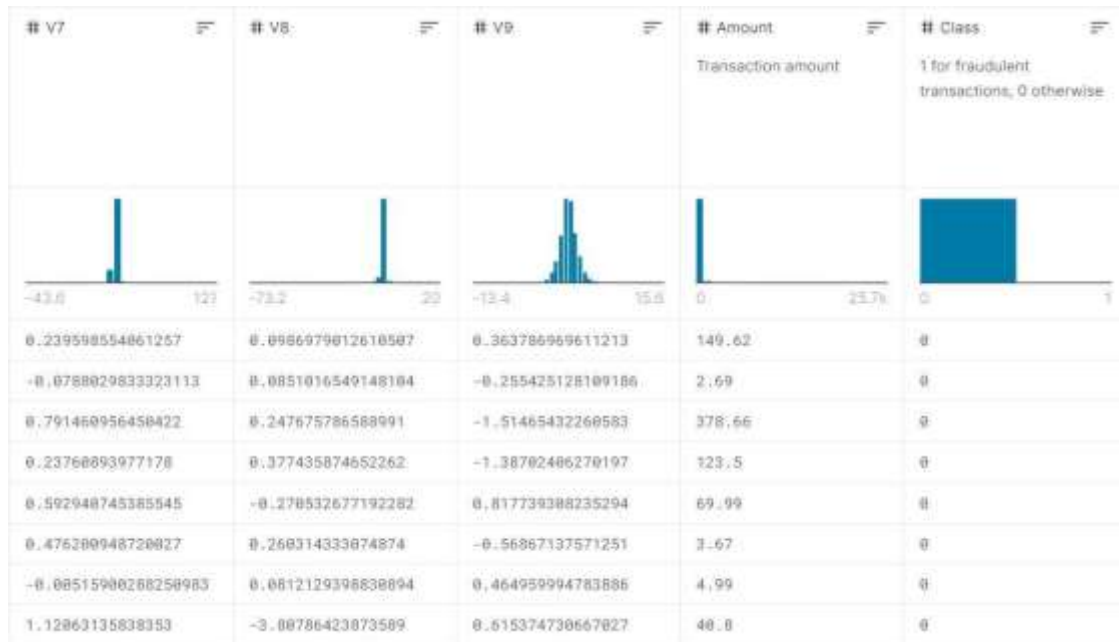 # V7 # V8 # V9 # Amount # Class
Transaction amount 1 for fraudulent
transactions, 0 otherwise
-43.6 121 -73.2 20 -13.4 15.6 0 25.7k 0 1
0.239598554061257 0.0986979012610507 0.363786969611213 149.62 0
-0.0788029833323113 0.0851016549148104 -0.255425128109186 2.69 0
0.791460956450422 0.247675786588991 -1.51465432260583 378.66 0
0.23760893977178 0.377435874652262 -1.38702406270197 123.5 0
0.592940745385545 -0.270532677192282 0.817739308235294 69.99 0
0.476200948720027 0.260314333074874 -0.56867137571251 3.67 0
-0.00515900288250983 0.0812129398830894 0.464959994783886 4.99 0
1.12063135838353 -3.80786423873589 0.615374730667027 40.8 0